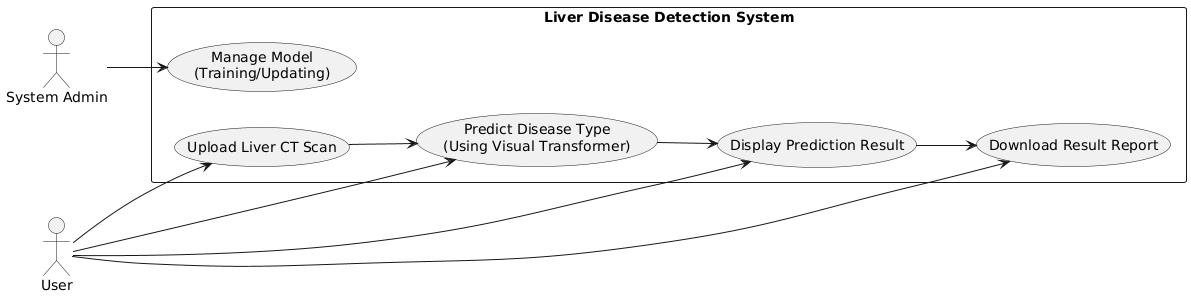 Liver Disease Detection System
System Admin
Manage Model
(Training/Updating)
Upload Liver CT Scan
Predict Disease Type
(Using Visual Transformer)
Display Prediction Result
Download Result Report
User